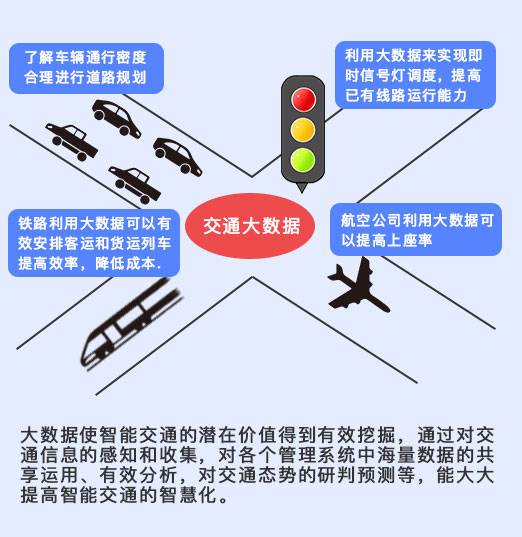 了解车辆通行密度
合理进行道路规划
利用大数据来实现即
时信号灯调度，提高
已有线路运行能力
交通大数据
铁路利用大数据可以有
效安排客运和货运列车
提高效率，降低成本.
航空公司利用大数据可
以提高上座率
大数据使智能交通的潜在价值得到有效挖掘，通过对交
通信息的感知和收集，对各个管理系统中海量数据的共
享运用、有效分析，对交通态势的研判预测等，能大大
提高智能交通的智慧化。